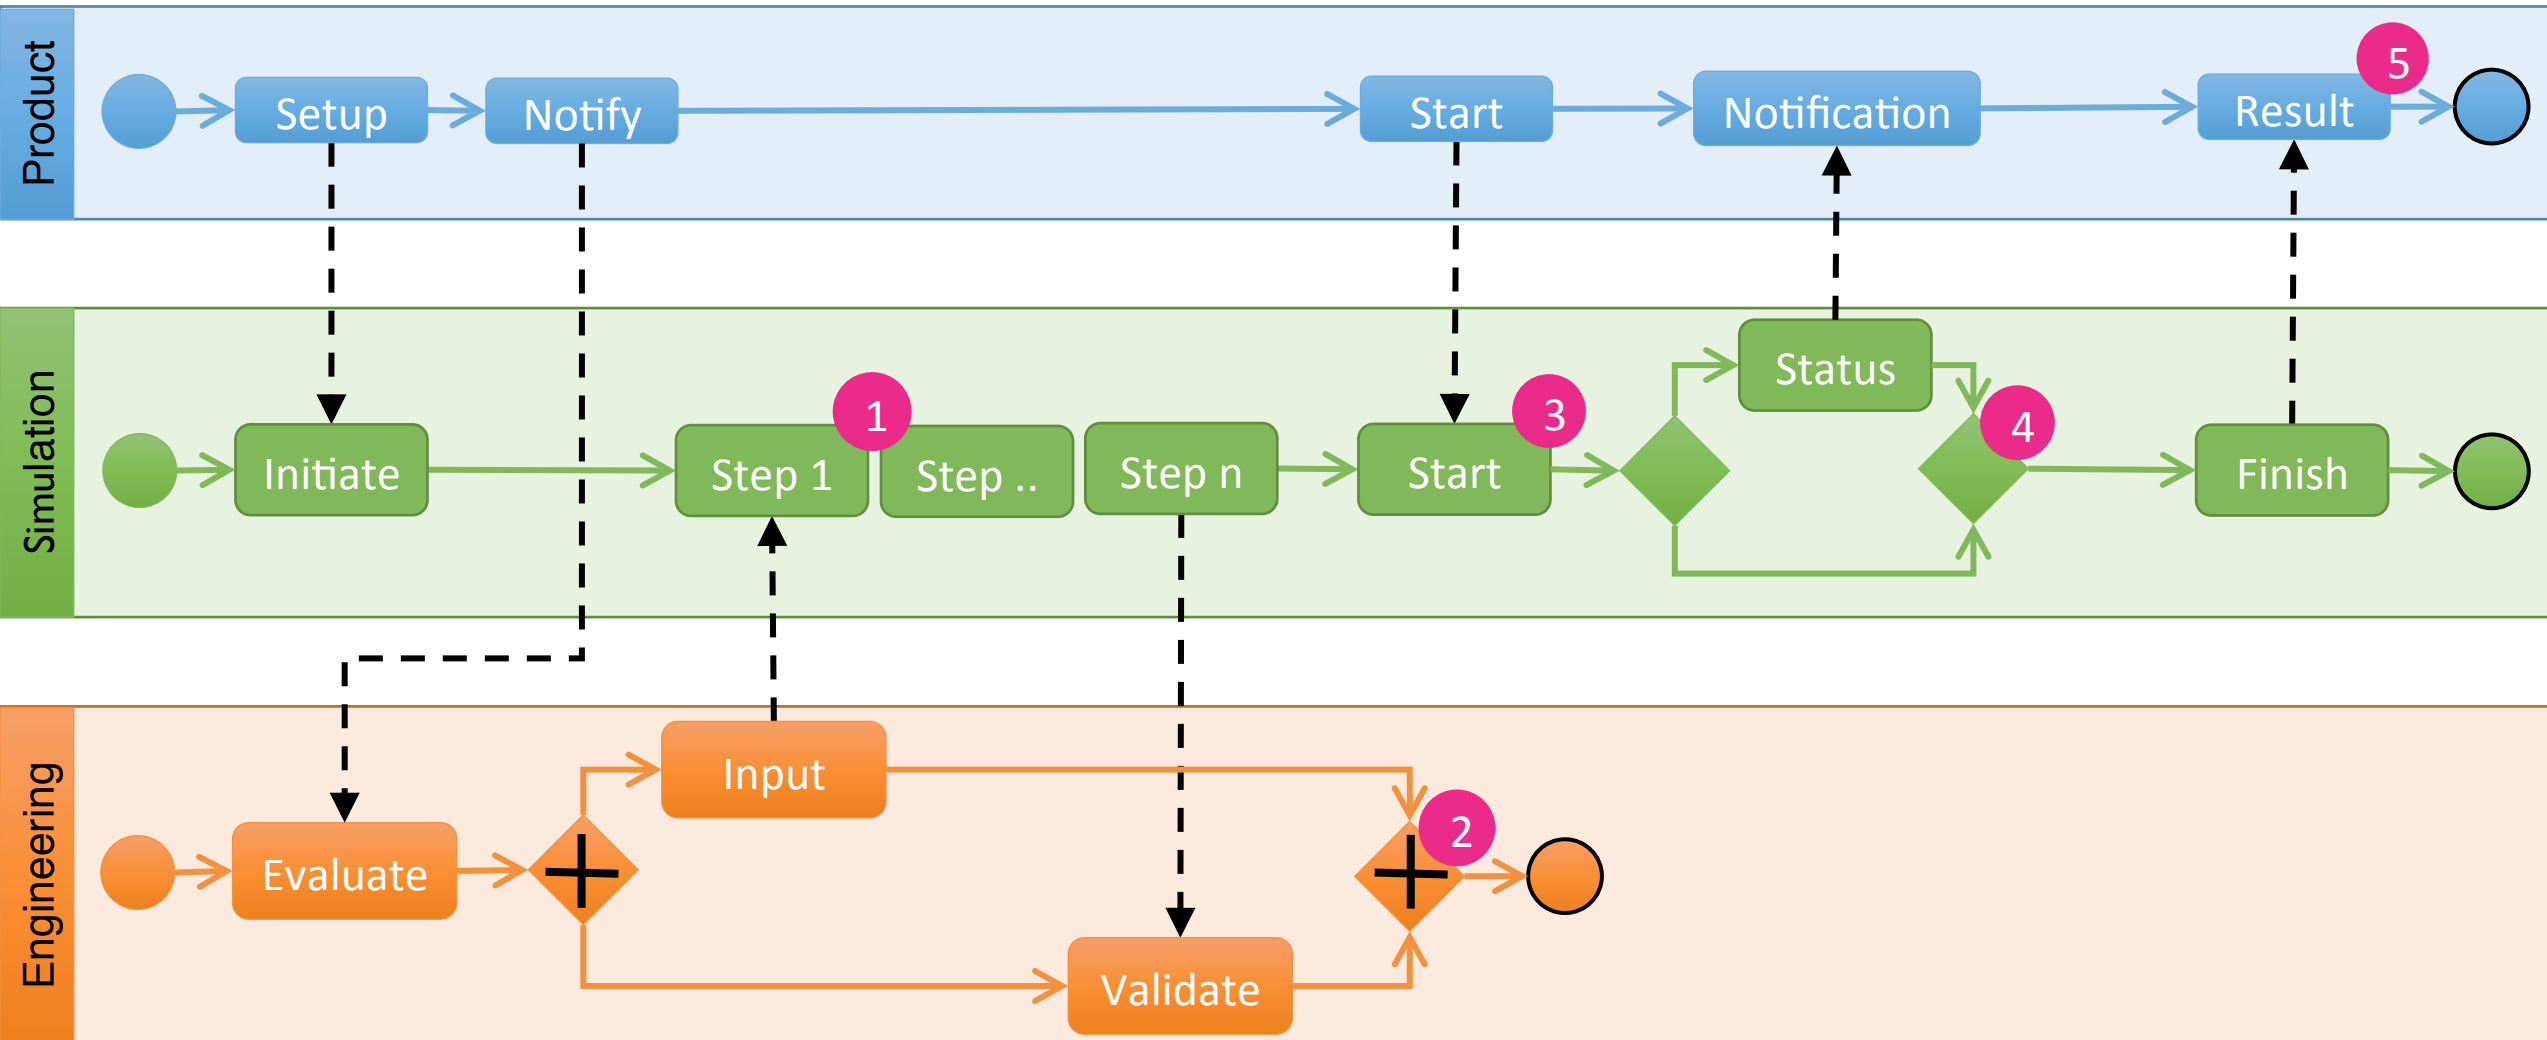 Product
Setup
Notify
Start
Notification
Result
5
Simulation
Initiate
Step 1
1
Step ..
Step n
Start
3
Status
4
Finish
Engineering
Evaluate
Input
Validate
2